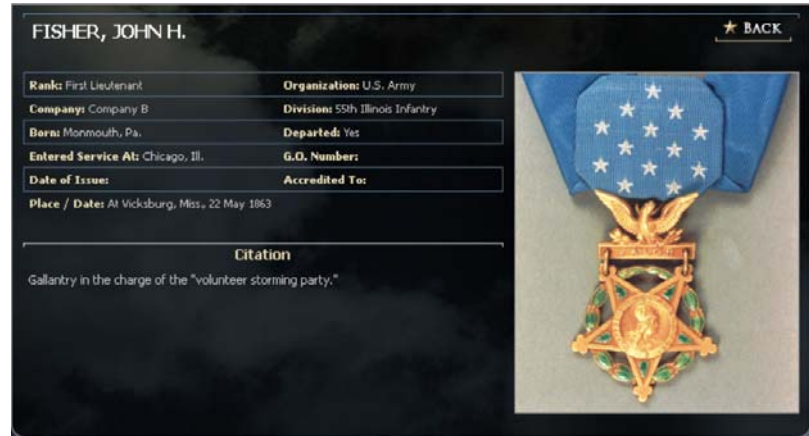 FISHER, JOHN H.
BACK
Rank: First Lieutenant Organization: U.S. Army
Company: Company B Division: 55th Illinois Infantry
Born: Monmouth, Pa. Departed: Yes
Entered Service At: Chicago, Ill. G.O. Number:
Date of Issue: Accredited To:
Place / Date: At Vicksburg, Miss., 22 May 1863
Citation
Gallantry in the charge of the "volunteer storming party."